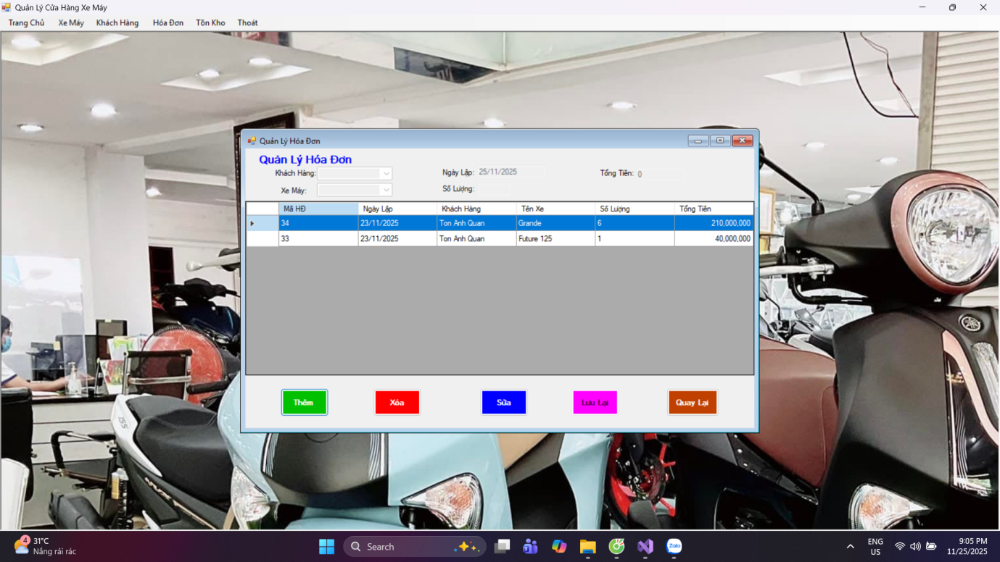 Quản Lý Cửa Hàng Xe Máy
Trang Chủ Xe Máy Khách Hàng Hóa Đơn Tồn Kho Thoát
Quản Lý Hóa Đơn
Quản Lý Hóa Đơn
Khách Hàng: Ngày Lập: 25/11/2025 Tổng Tiền: 0
Xe Máy: Số Lượng:
Mã HĐ Ngày Lập Khách Hàng Tên Xe Số Lượng Tổng Tiền
34 23/11/2025 Ton Anh Quan Grande 6 210,000,000
33 23/11/2025 Ton Anh Quan Future 125 1 40,000,000
Thêm Xóa Sửa Lưu Lại Quay Lại
4
31°C
Nắng rải rác
Search
Zalo
ENG
US
9:05 PM
11/25/2025